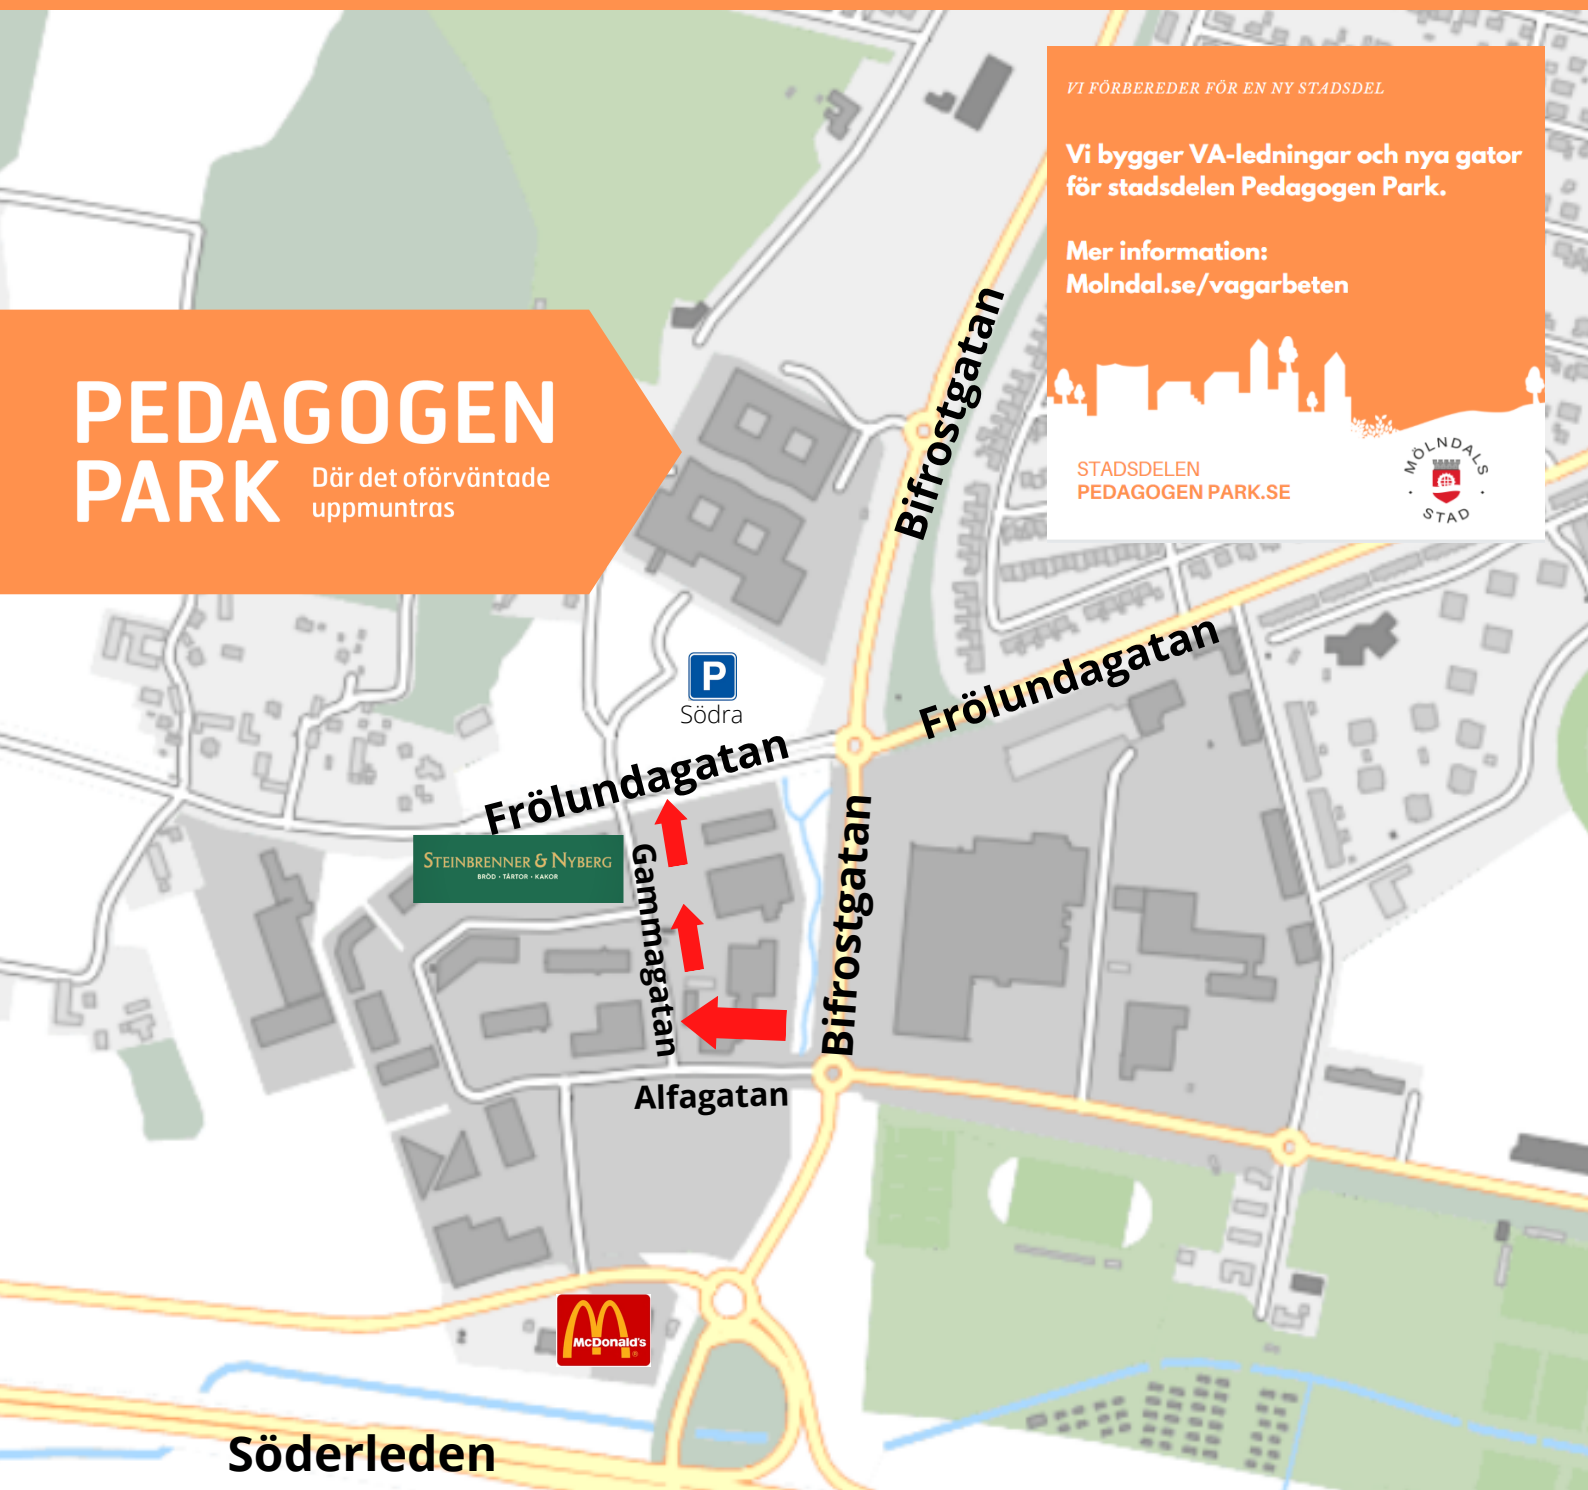 VI FÖRBEREDER FÖR EN NY STADSDEL
Vi bygger VA-ledningar och nya gator
för stadsdelen Pedagogen Park.
Mer information:
Molndal.se/vagarbeten
STADSDELEN
PEDAGOGEN PARK.SE
MÖLNDALS
STAD
PEDAGOGEN
PARK
Där det oförväntade
uppmuntras
Bifrostgatan
Frölundagatan
P
Södra
Frölundagatan
STEINBRENNER & NYBERG
BRÖD · TÅRTOR · KAKOR
Gammagatan
Bifrostgatan
Alfagatan
McDonald's
Söderleden